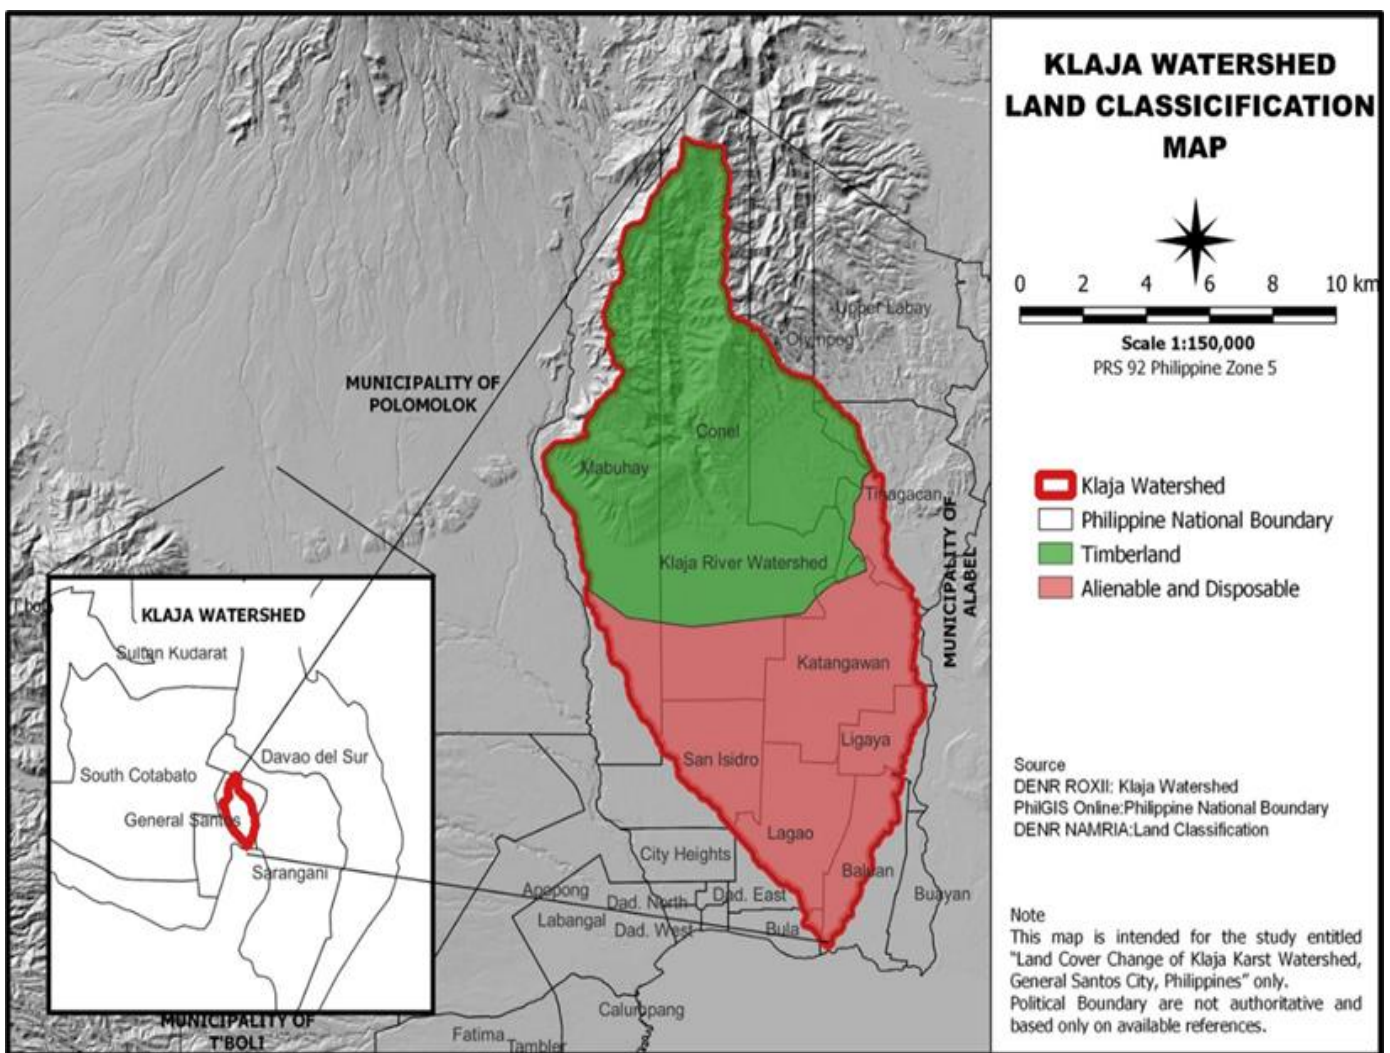 KLAJA WATERSHED
LAND CLASSICIFICATION
MAP
0 2 4 6 8 10 km
Scale 1:150,000
PRS 92 Philippine Zone 5
Klaja Watershed
Philippine National Boundary
Timberland
Alienable and Disposable
Source
DENR ROXII: Klaja Watershed
PhilGIS Online:Philippine National Boundary
DENR NAMRIA:Land Classification
Note
This map is intended for the study entitled
"Land Cover Change of Klaja Karst Watershed,
General Santos City, Philippines" only.
Political Boundary are not authoritative and
based only on available references.
Upper Labay
Olympog
MUNICIPALITY OF
POLOMOLOK
Conel
Mabuhay
Tinagacan
MUNICIPALITY OF
ALABEL
Klaja River Watershed
Katangawan
Ligaya
San Isidro
Lagao
City Heights
Baluan
Buayan
Apopong
Dad. North
Dad. East
Labangal
Dad. West
Bula
Calumpang
Fatima
Tambler
MUNICIPALITY OF
T'BOLI
KLAJA WATERSHED
Sultan Kudarat
Davao del Sur
South Cotabato
General Santos
Sarangani